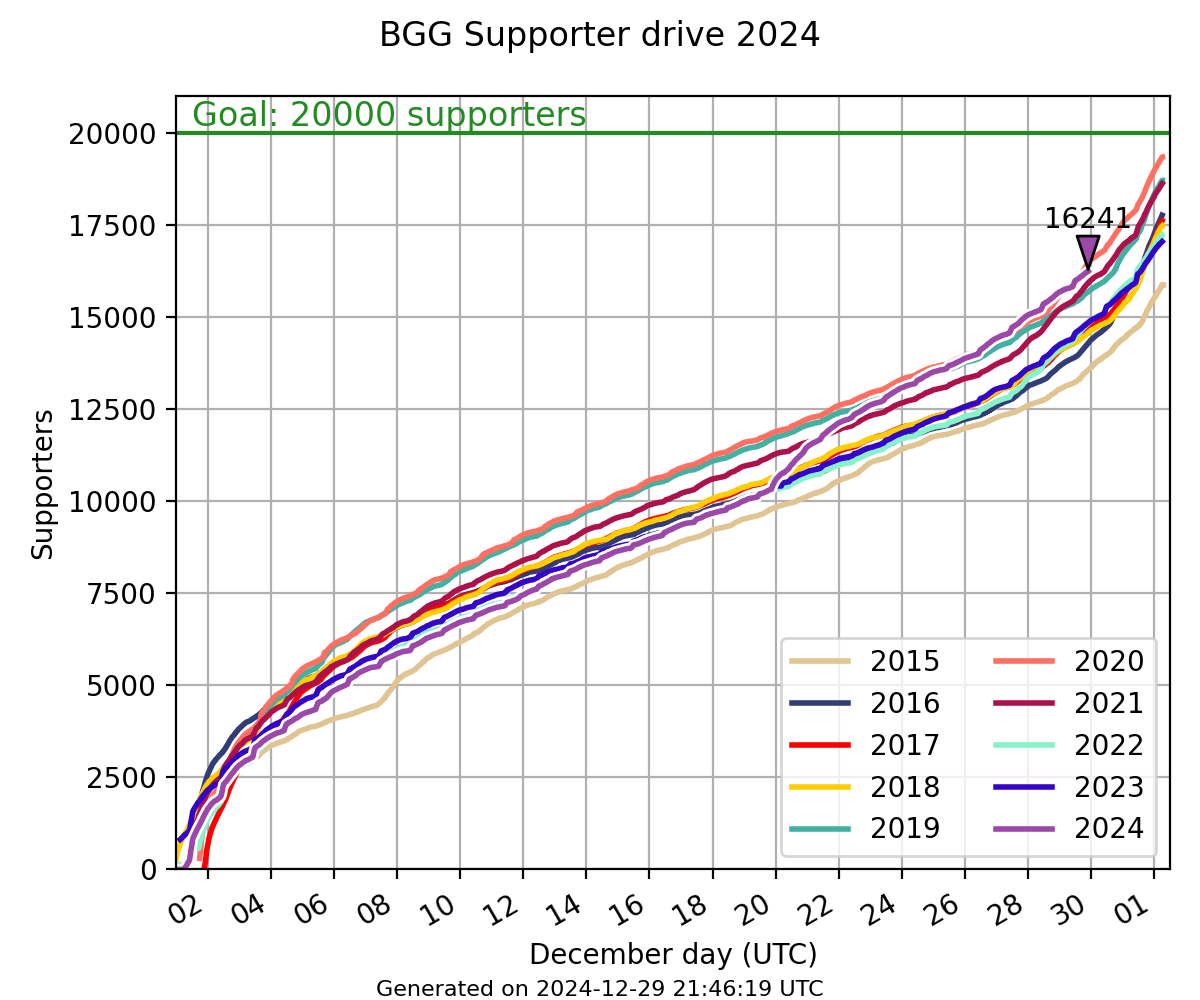 BGG Supporter drive 2024
Goal: 20000 supporters
20000
17500
15000
12500
10000
7500
5000
2500
0
Supporters
16241
2015 2020
2016 2021
2017 2022
2018 2023
2019 2024
02 04 06 08 10 12 14 16 18 20 22 24 26 28 30 01
December day (UTC)
Generated on 2024-12-29 21:46:19 UTC